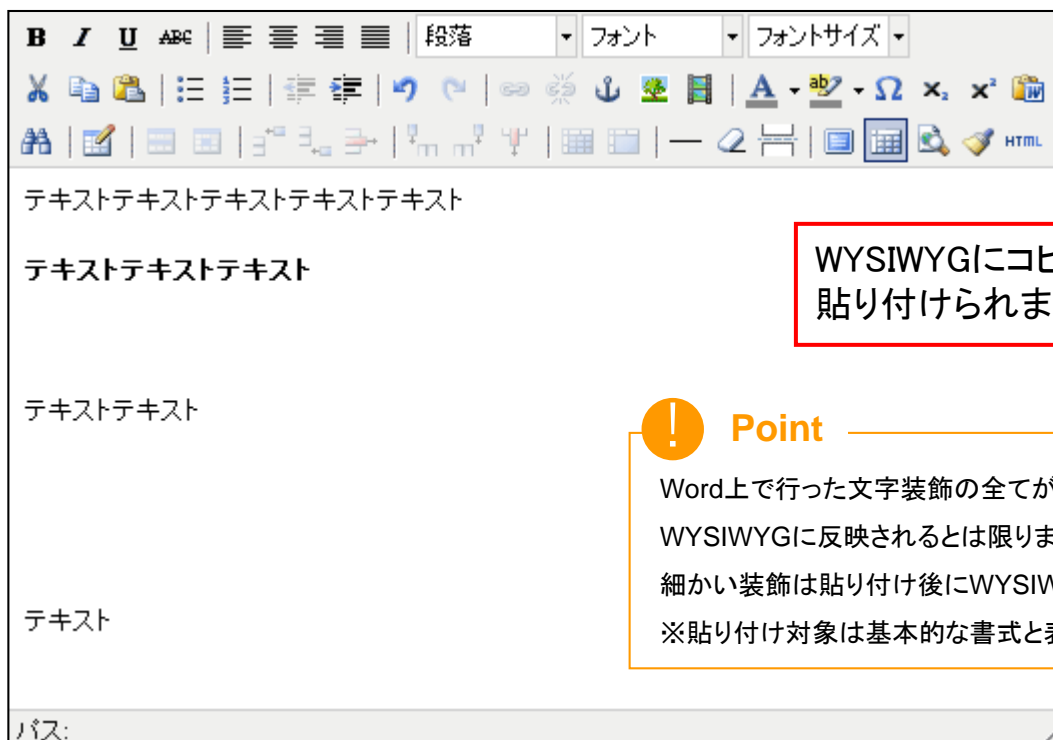 B I U ABC 段落 フォント フォントサイズ
A ab Ω x₂ x² W
HTML
テキストテキストテキストテキストテキスト
WYSIWYGにコピ
テキストテキストテキスト
貼り付けられま
テキストテキスト
! Point
Word上で行った文字装飾の全てが
WYSIWYGに反映されるとは限りま
細かい装飾は貼り付け後にWYSIW
テキスト
※貼り付け対象は基本的な書式と表
パス: